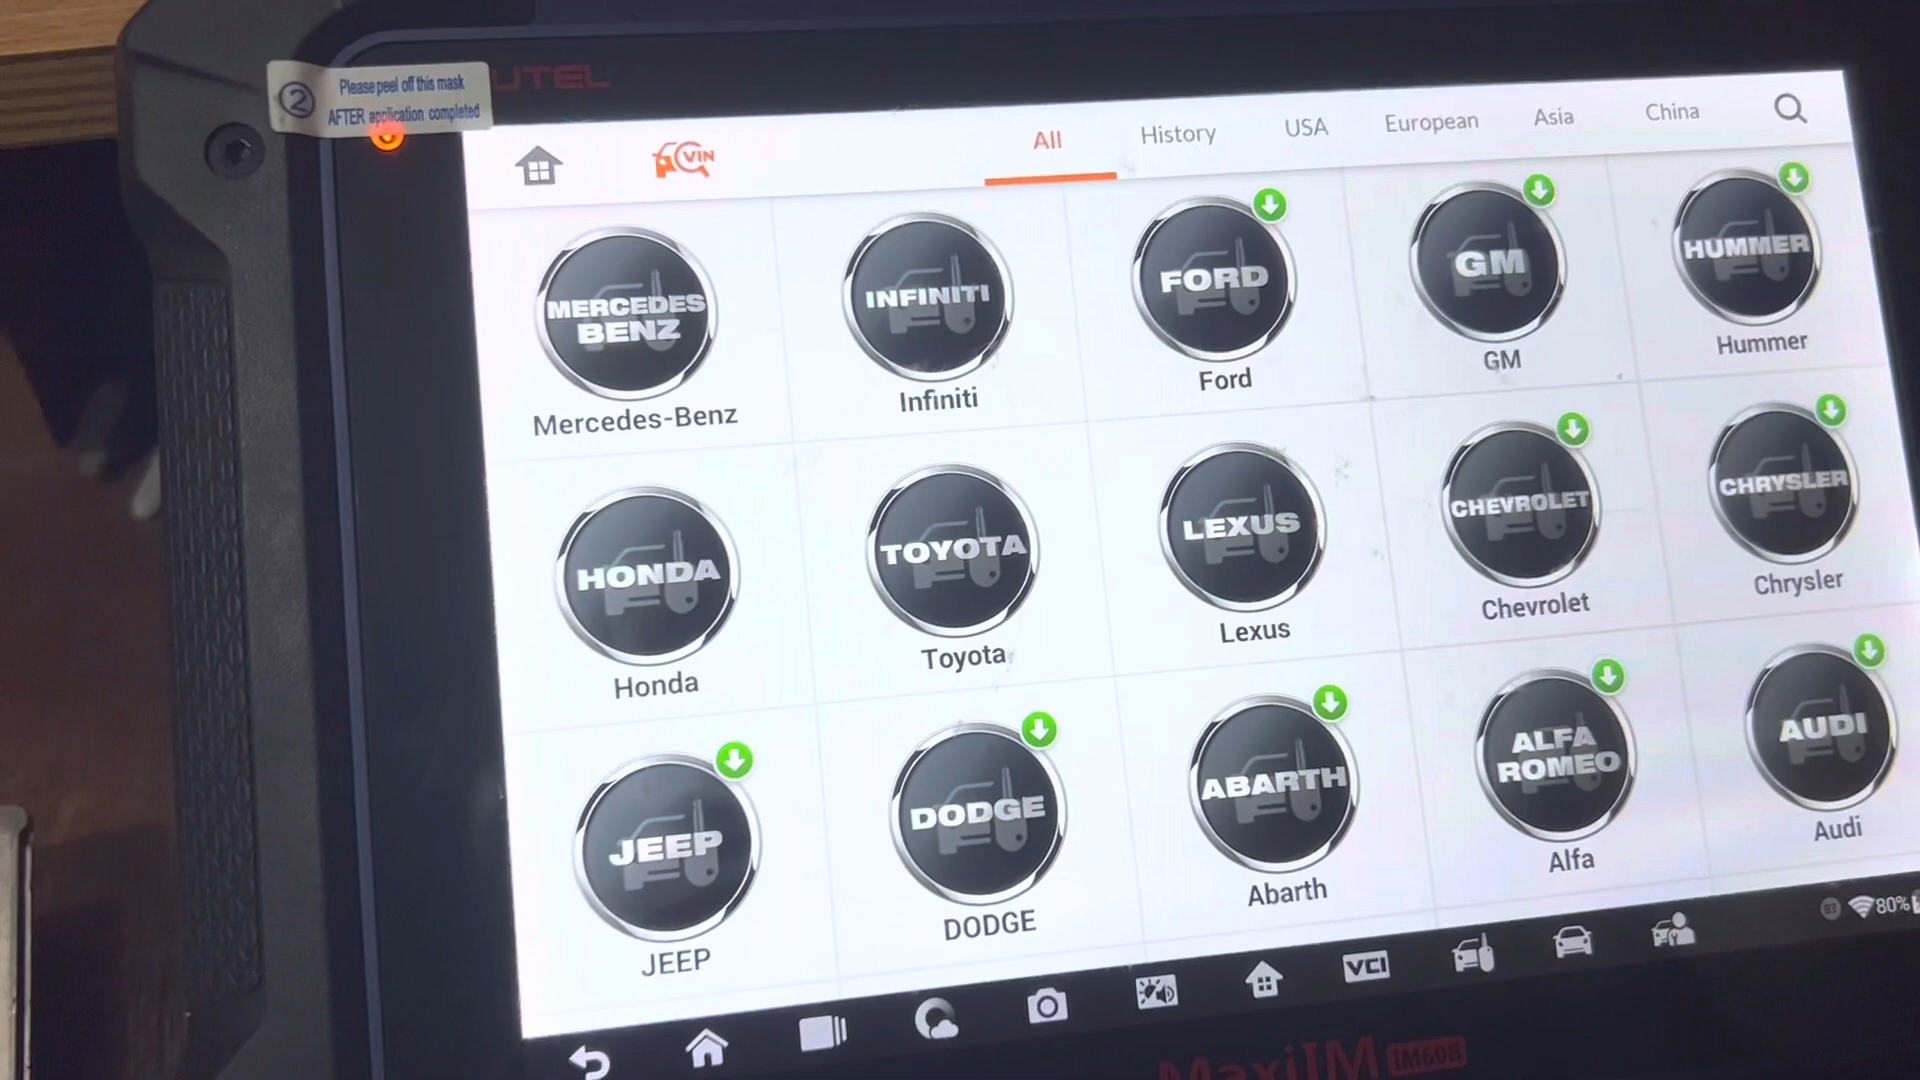 2
Please peel off this mask
AFTER application completed
UTEL
VIN
All
History
USA
European
Asia
China
MERCEDES
BENZ
Mercedes-Benz
INFINITI
Infiniti
FORD
Ford
GM
GM
HUMMER
Hummer
HONDA
Honda
TOYOTA
Toyota
LEXUS
Lexus
CHEVROLET
Chevrolet
CHRYSLER
Chrysler
JEEP
JEEP
DODGE
DODGE
ABARTH
Abarth
ALFA
ROMEO
Alfa
AUDI
Audi
BT
80%
VCI
MaxiIM IM608